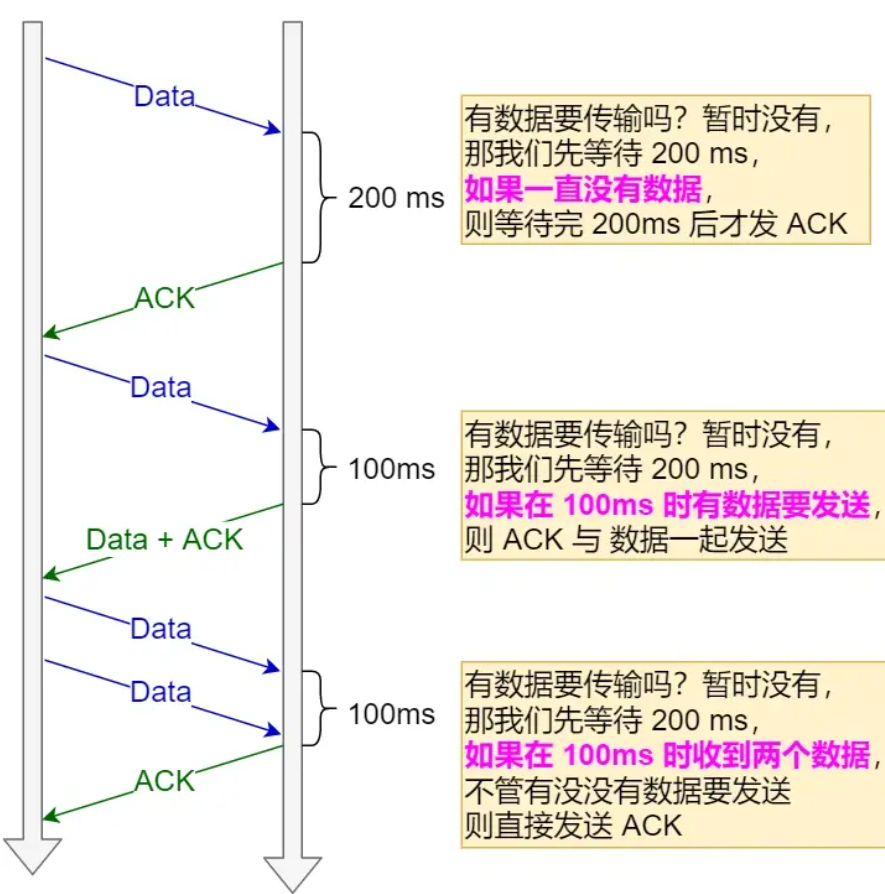 Data
有数据要传输吗？暂时没有，
那我们先等待 200 ms，
如果一直没有数据，
则等待完 200ms 后才发 ACK
200 ms
ACK
Data
有数据要传输吗？暂时没有，
那我们先等待 200 ms，
如果在 100ms 时有数据要发送，
则 ACK 与 数据一起发送
100ms
Data + ACK
Data
Data
有数据要传输吗？暂时没有，
那我们先等待 200 ms，
如果在 100ms 时收到两个数据，
不管有没没有数据要发送
则直接发送 ACK
100ms
ACK